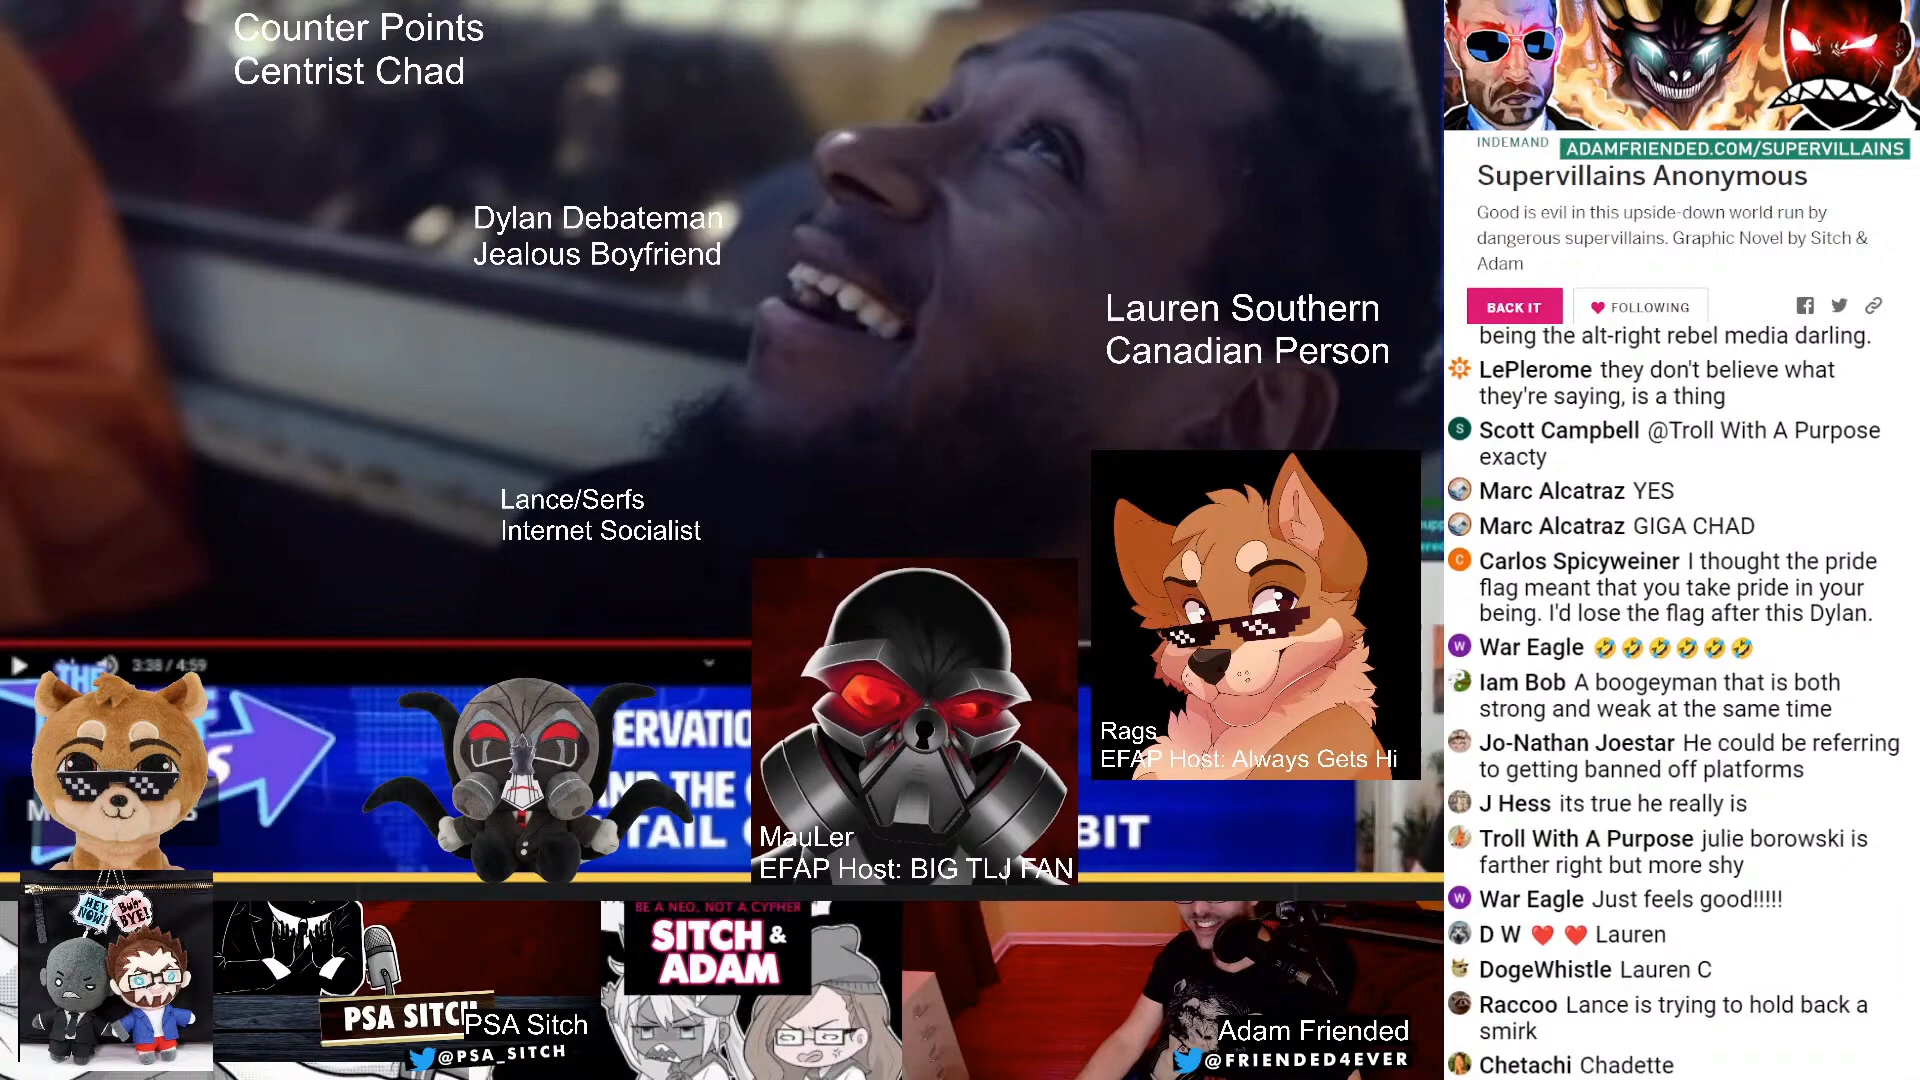 Counter Points
Centrist Chad
Dylan Debateman
Jealous Boyfriend
Lauren Southern
Canadian Person
Lance/Serfs
Internet Socialist
3:38 / 4:59
THE
ERVATIO
ND THE C
TAIL
BIT
Rags
EFAP Host: Always Gets Hi
MauLer
EFAP Host: BIG TLJ FAN
HEY NOW!
Buh-BYE!
PSA SITCH
PSA Sitch
@PSA_SITCH
BE A NEO, NOT A CYPHER
SITCH &
ADAM
Adam Friended
@FRIENDED4EVER
INDEMAND
ADAMFRIENDED.COM/SUPERVILLAINS
Supervillains Anonymous
Good is evil in this upside-down world run by
dangerous supervillains. Graphic Novel by Sitch &
Adam
BACK IT
FOLLOWING
being the alt-right rebel media darling.
LePlerome they don't believe what
they're saying, is a thing
Scott Campbell @Troll With A Purpose
exacty
Marc Alcatraz YES
Marc Alcatraz GIGA CHAD
Carlos Spicyweiner I thought the pride
flag meant that you take pride in your
being. I'd lose the flag after this Dylan.
War Eagle 🤣🤣🤣🤣🤣🤣
Iam Bob A boogeyman that is both
strong and weak at the same time
Jo-Nathan Joestar He could be referring
to getting banned off platforms
J Hess its true he really is
Troll With A Purpose julie borowski is
farther right but more shy
War Eagle Just feels good!!!!!
D W ❤️ ❤️ Lauren
DogeWhistle Lauren C
Raccoo Lance is trying to hold back a
smirk
Chetachi Chadette